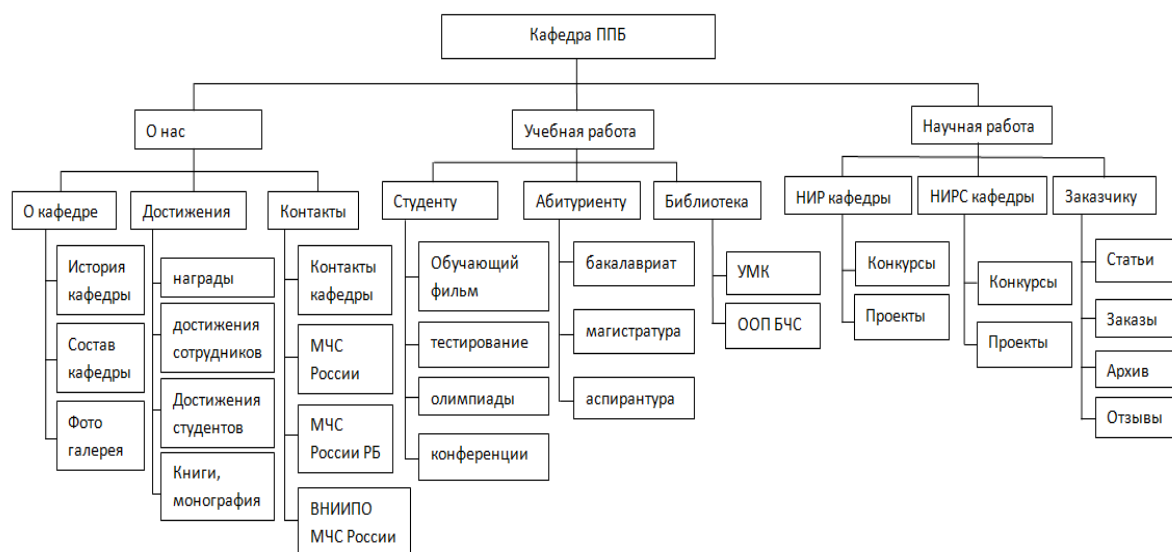 Кафедра ППБ
О нас
Учебная работа
Научная работа
О кафедре
Достижения
Контакты
Студенту
Абитуриенту
Библиотека
НИР кафедры
НИРС кафедры
Заказчику
История
кафедры
Состав
кафедры
Фото
галерея
награды
достижения
сотрудников
Достижения
студентов
Книги,
монография
Контакты
кафедры
МЧС
России
МЧС
России РБ
ВНИИПО
МЧС России
Обучающий
фильм
тестирование
олимпиады
конференции
бакалавриат
магистратура
аспирантура
УМК
ООП БЧС
Конкурсы
Проекты
Конкурсы
Проекты
Статьи
Заказы
Архив
Отзывы